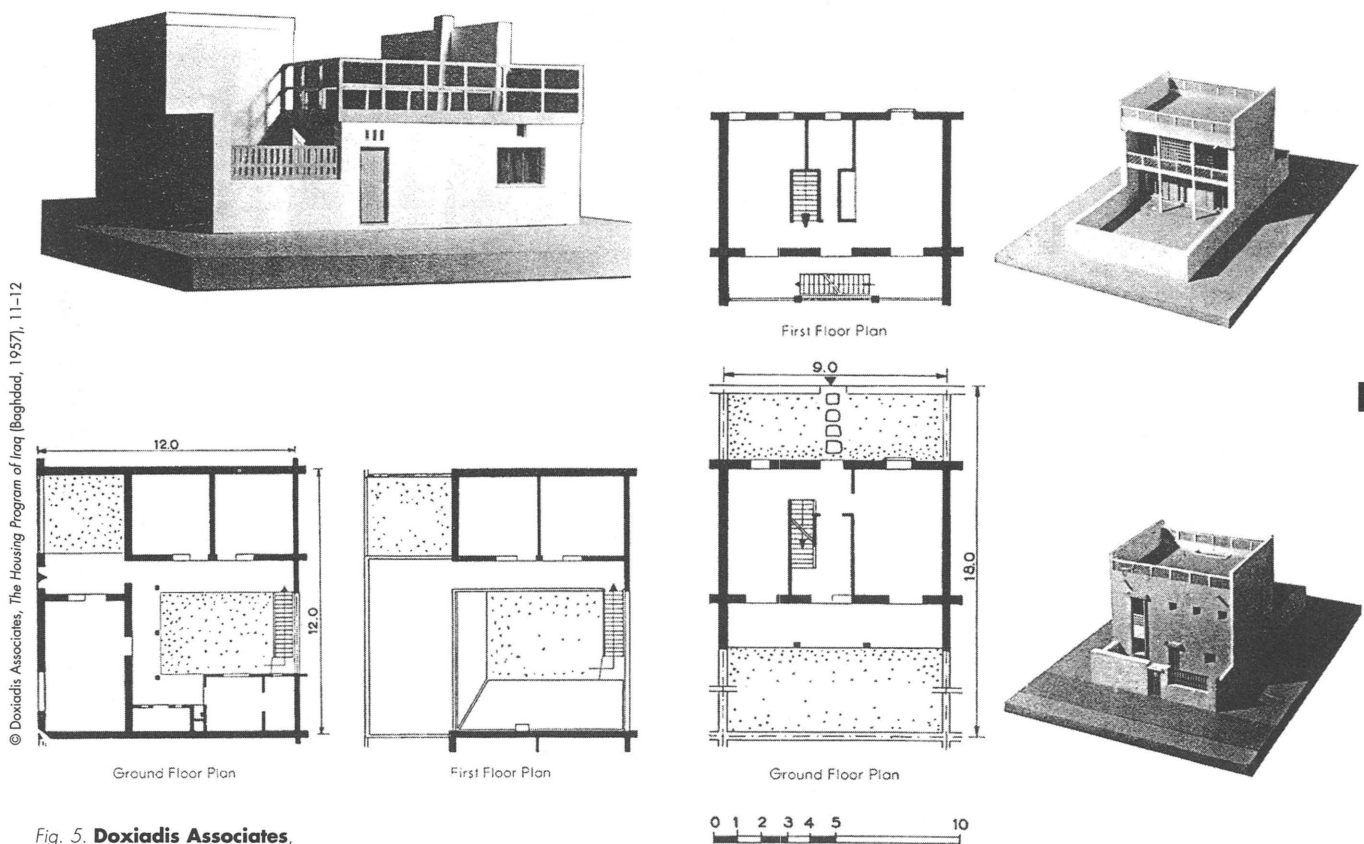 © Doxiadis Associates, The Housing Program of Iraq (Baghdad, 1957), 11–12
First Floor Plan
12.0
12.0
Ground Floor Plan
First Floor Plan
9.0
18.0
Ground Floor Plan
0 1 2 3 4 5 10
Fig. 5. Doxiadis Associates,